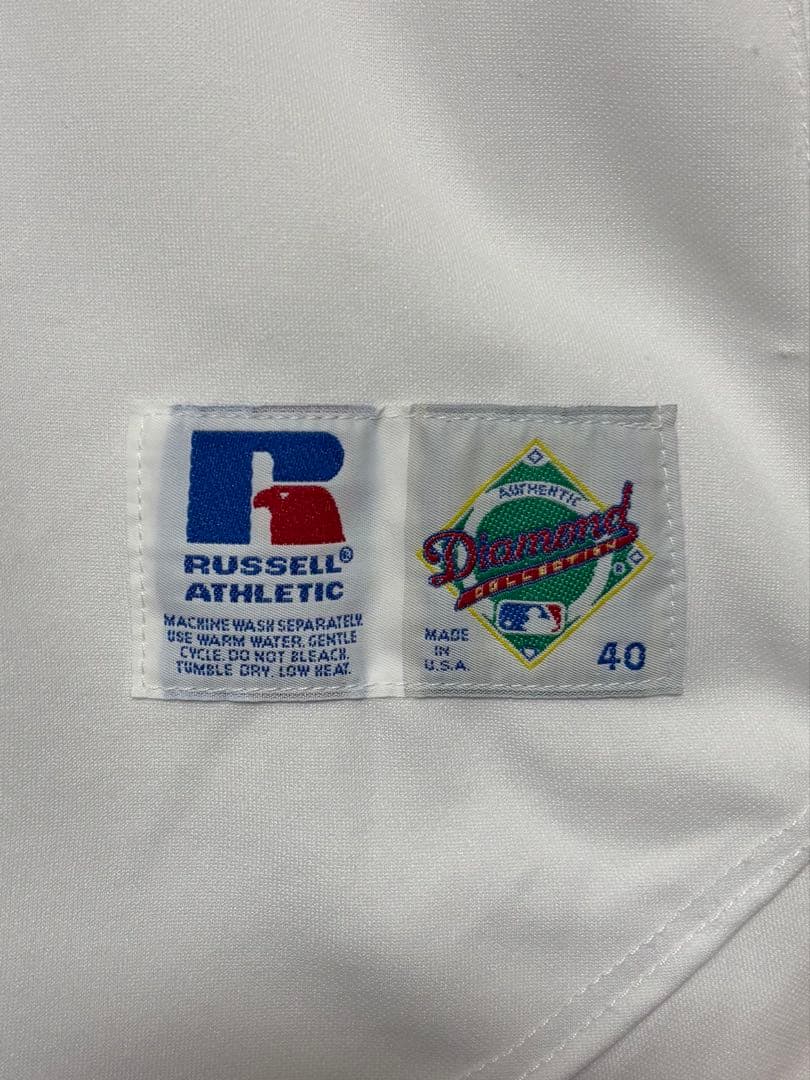 RUSSELL®
ATHLETIC
MACHINE WASH SEPARATELY.
USE WARM WATER. GENTLE
CYCLE. DO NOT BLEACH.
TUMBLE DRY. LOW HEAT.
AUTHENTIC
Diamond
COLLECTION
®
MADE
IN
U.S.A.
40